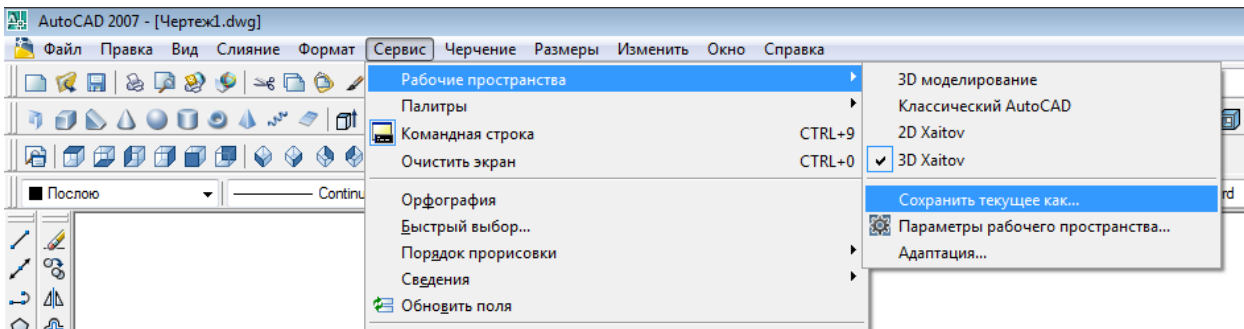 AutoCAD 2007 - [Чертеж1.dwg]
Файл Правка Вид Слияние Формат Сервис Черчение Размеры Изменить Окно Справка
Рабочие пространства
Палитры
Командная строка CTRL+9
Очистить экран CTRL+0
Орфография
Быстрый выбор...
Порядок прорисовки
Сведения
Обновить поля
3D моделирование
Классический AutoCAD
2D Xaitov
3D Xaitov
Сохранить текущее как...
Параметры рабочего пространства...
Адаптация...
Послою Continu
rd